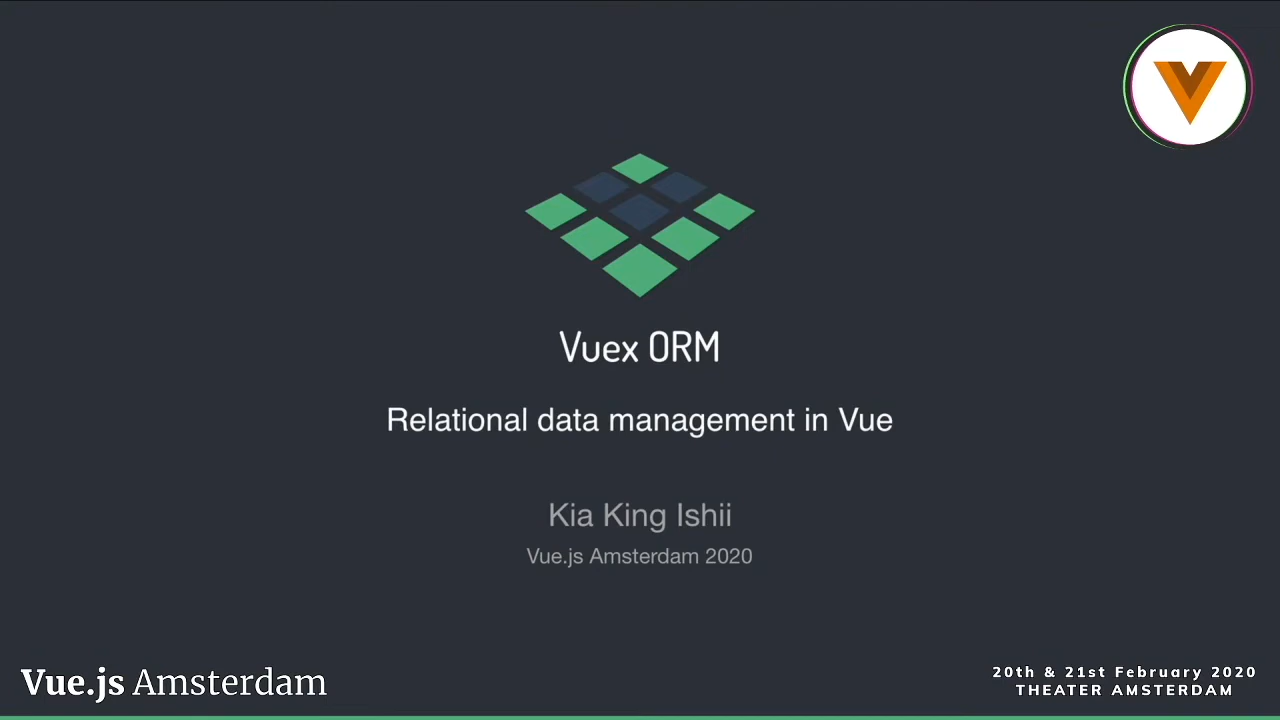 Vuex ORM
Relational data management in Vue
Kia King Ishii
Vue.js Amsterdam 2020
Vue.js Amsterdam
20th & 21st February 2020
THEATER AMSTERDAM